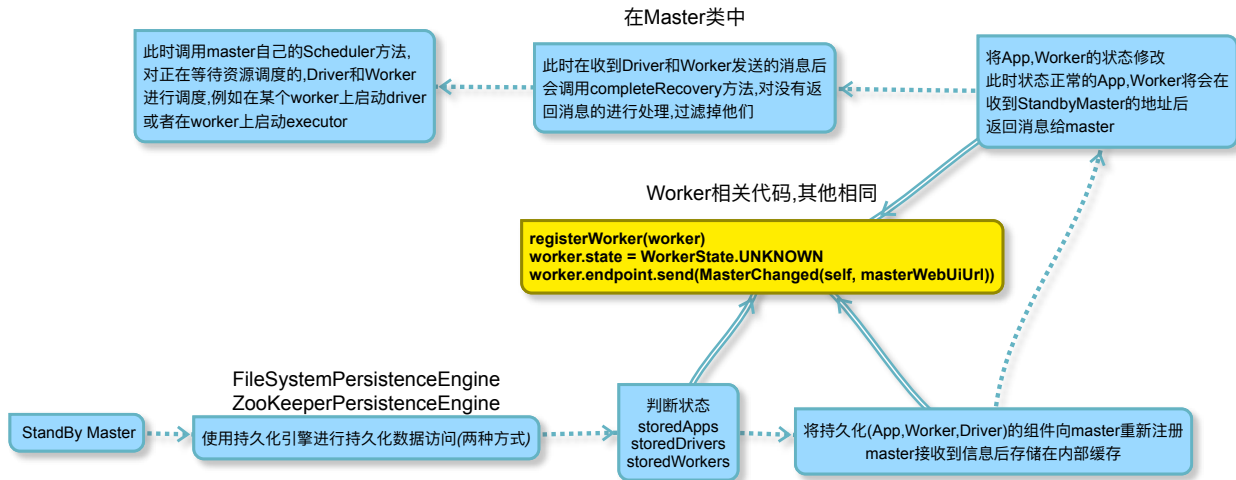 在Master类中
此时调用master自己的Scheduler方法,
对正在等待资源调度的,Driver和Worker
进行调度,例如在某个worker上启动driver
或者在worker上启动executor
此时在收到Driver和Worker发送的消息后
会调用completeRecovery方法,对没有返
回消息的进行处理,过滤掉他们
将App,Worker的状态修改
此时状态正常的App,Worker将会在
收到StandbyMaster的地址后
返回消息给master
Worker相关代码,其他相同
registerWorker(worker)
worker.state = WorkerState.UNKNOWN
worker.endpoint.send(MasterChanged(self, masterWebUiUrl))
FileSystemPersistenceEngine
ZooKeeperPersistenceEngine
StandBy Master
使用持久化引擎进行持久化数据访问(两种方式)
判断状态
storedApps
storedDrivers
storedWorkers
将持久化(App,Worker,Driver)的组件向master重新注册
master接收到信息后存储在内部缓存